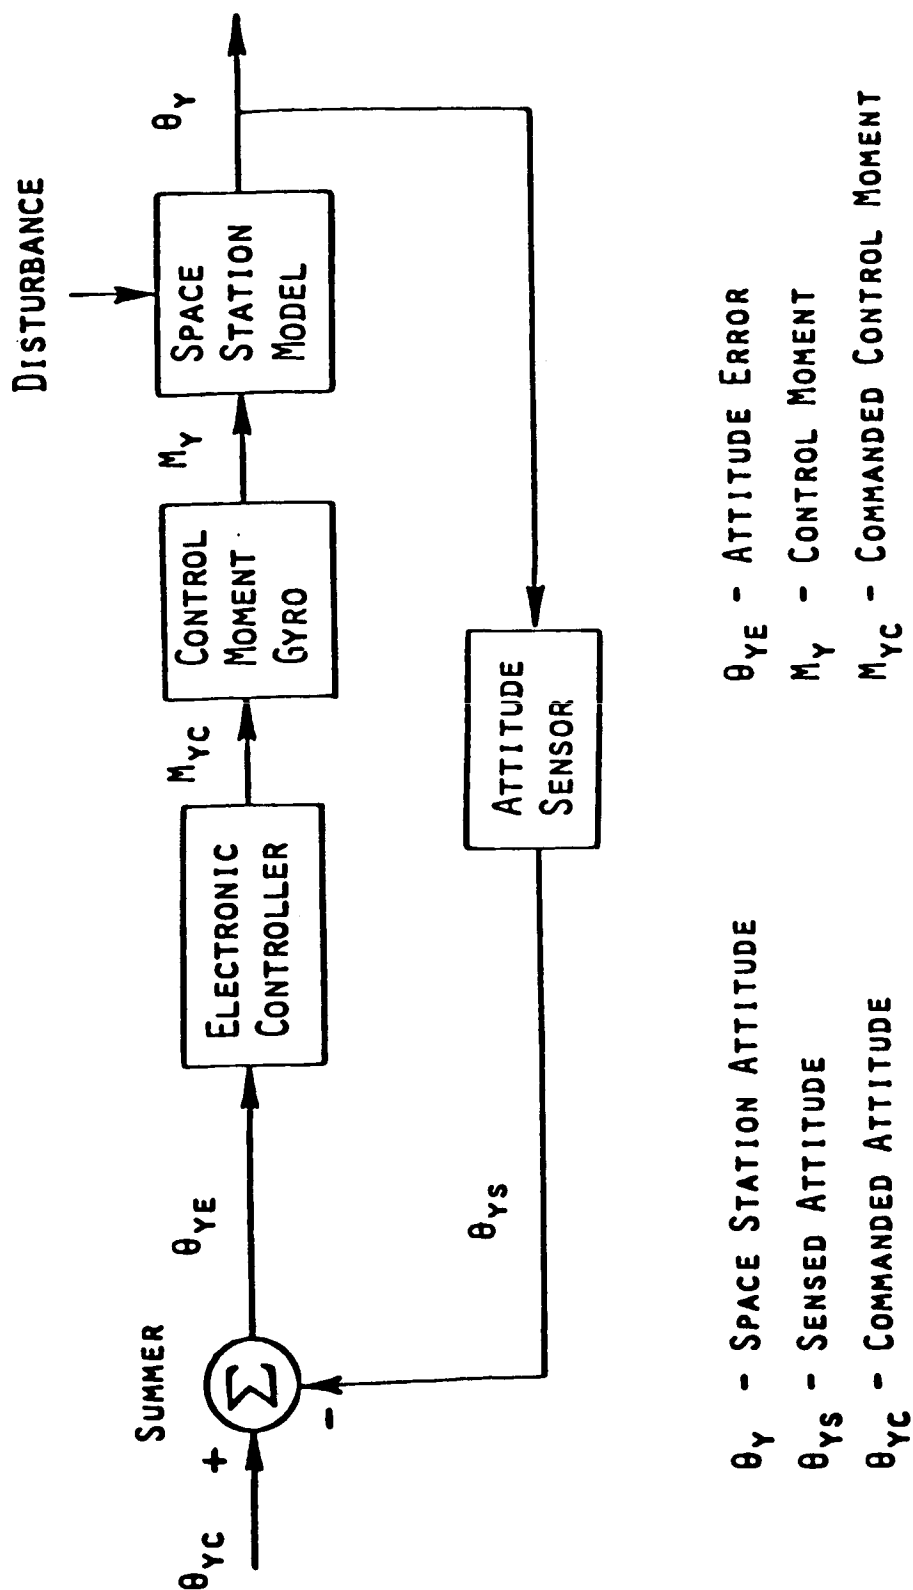 DISTURBANCE
SUMMER
θYC
+
-
Σ
θYE
ELECTRONIC
CONTROLLER
MYC
CONTROL
MOMENT
GYRO
MY
SPACE
STATION
MODEL
θY
θYS
ATTITUDE
SENSOR
θY - SPACE STATION ATTITUDE
θYS - SENSED ATTITUDE
θYC - COMMANDED ATTITUDE
θYE - ATTITUDE ERROR
MY - CONTROL MOMENT
MYC - COMMANDED CONTROL MOMENT